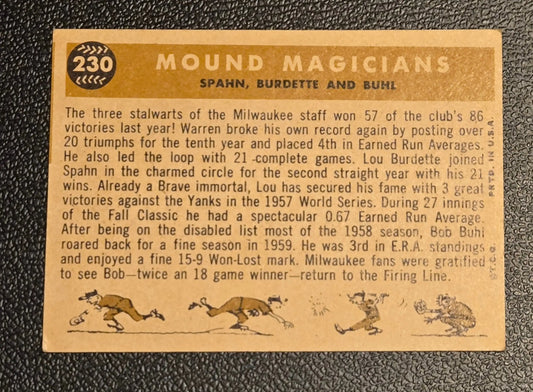 230
MOUND MAGICIANS
SPAHN, BURDETTE AND BUHL
The three stalwarts of the Milwaukee staff won 57 of the club's 86
victories last year! Warren broke his own record again by posting over
20 triumphs for the tenth year and placed 4th in Earned Run Averages.
He also led the loop with 21 complete games. Lou Burdette joined
Spahn in the charmed circle for the second straight year with his 21
wins. Already a Brave immortal, Lou has secured his fame with 3 great
victories against the Yanks in the 1957 World Series. During 27 innings
of the Fall Classic he had a spectacular 0.67 Earned Run Average.
After being on the disabled list most of the 1958 season, Bob Buhl
roared back for a fine season in 1959. He was 3rd in E.R.A. standings
and enjoyed a fine 15-9 Won-Lost mark. Milwaukee fans were gratified
to see Bob—twice an 18 game winner—return to the Firing Line.
©T.C.G. PRTD. IN U.S.A.